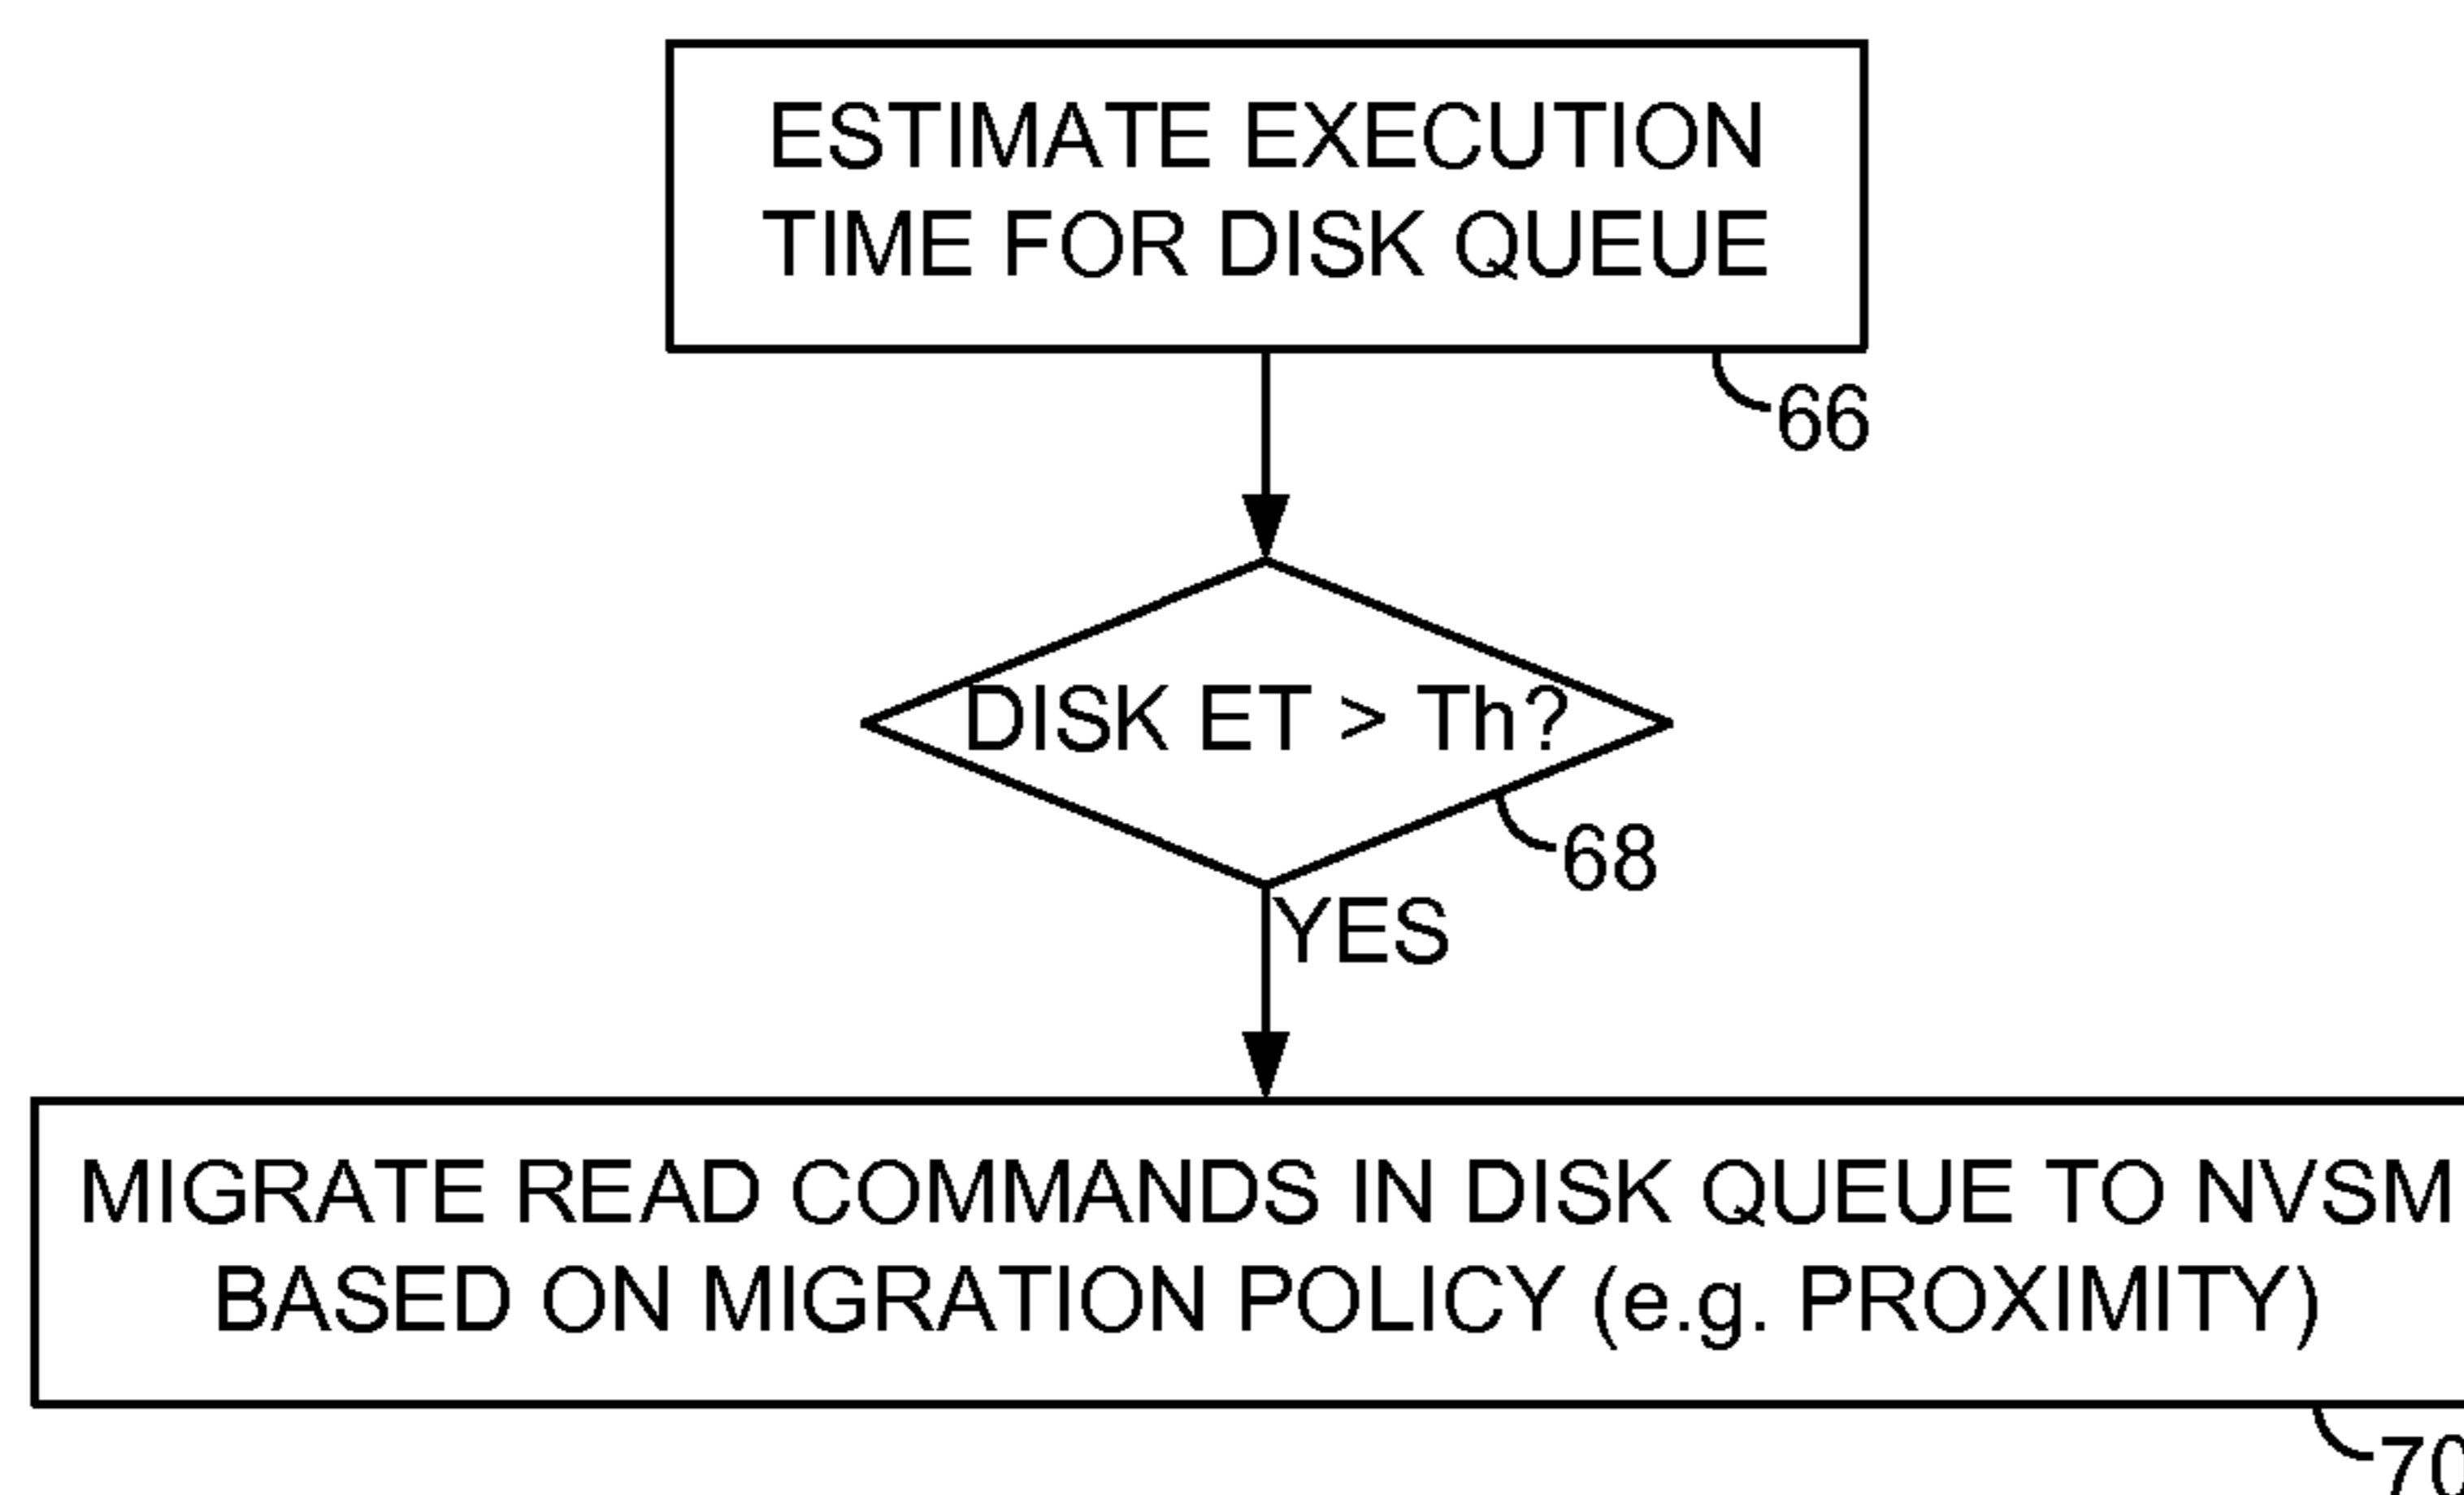 ESTIMATE EXECUTION
TIME FOR DISK QUEUE
66
DISK ET > Th?
68
YES
MIGRATE READ COMMANDS IN DISK QUEUE TO NVSM
BASED ON MIGRATION POLICY (e.g. PROXIMITY)
70